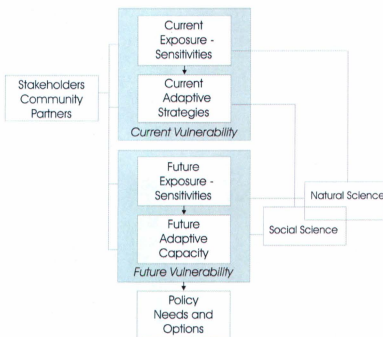 Current
Exposure -
Sensitivities
Current
Adaptive
Strategies
Current Vulnerability
Stakeholders
Community
Partners
Future
Exposure -
Sensitivities
Future
Adaptive
Capacity
Future Vulnerability
Natural Science
Social Science
Policy
Needs and
Options